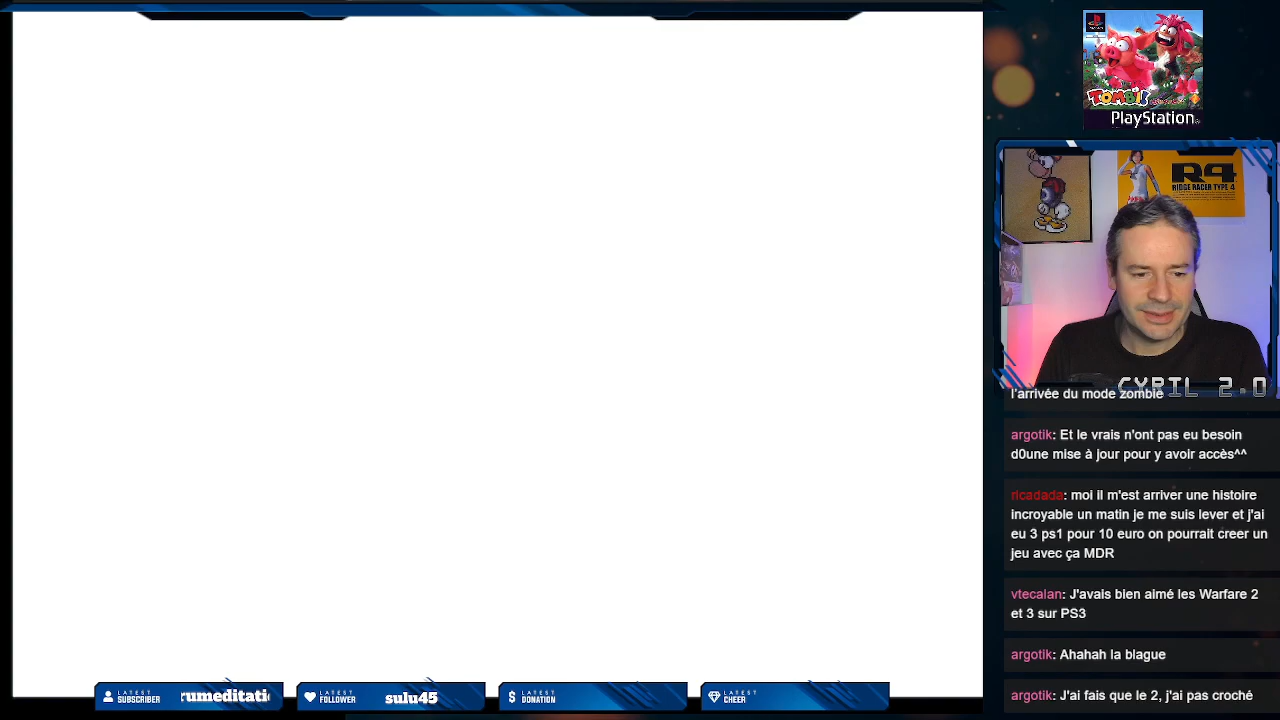 TOMBI!
PlayStation
R4
RIDGE RACER TYPE 4
CYRIL 2.0
l'arrivée du mode zombie
argotik: Et le vrais n'ont pas eu besoin
d0une mise à jour pour y avoir accès^^
ricadada: moi il m'est arriver une histoire
incroyable un matin je me suis lever et j'ai
eu 3 ps1 pour 10 euro on pourrait creer un
jeu avec ça MDR
vtecalan: J'avais bien aimé les Warfare 2
et 3 sur PS3
argotik: Ahahah la blague
argotik: J'ai fais que le 2, j'ai pas croché
LATEST
SUBSCRIBER
rumeditati
LATEST
FOLLOWER
sulu45
LATEST
DONATION
LATEST
CHEER